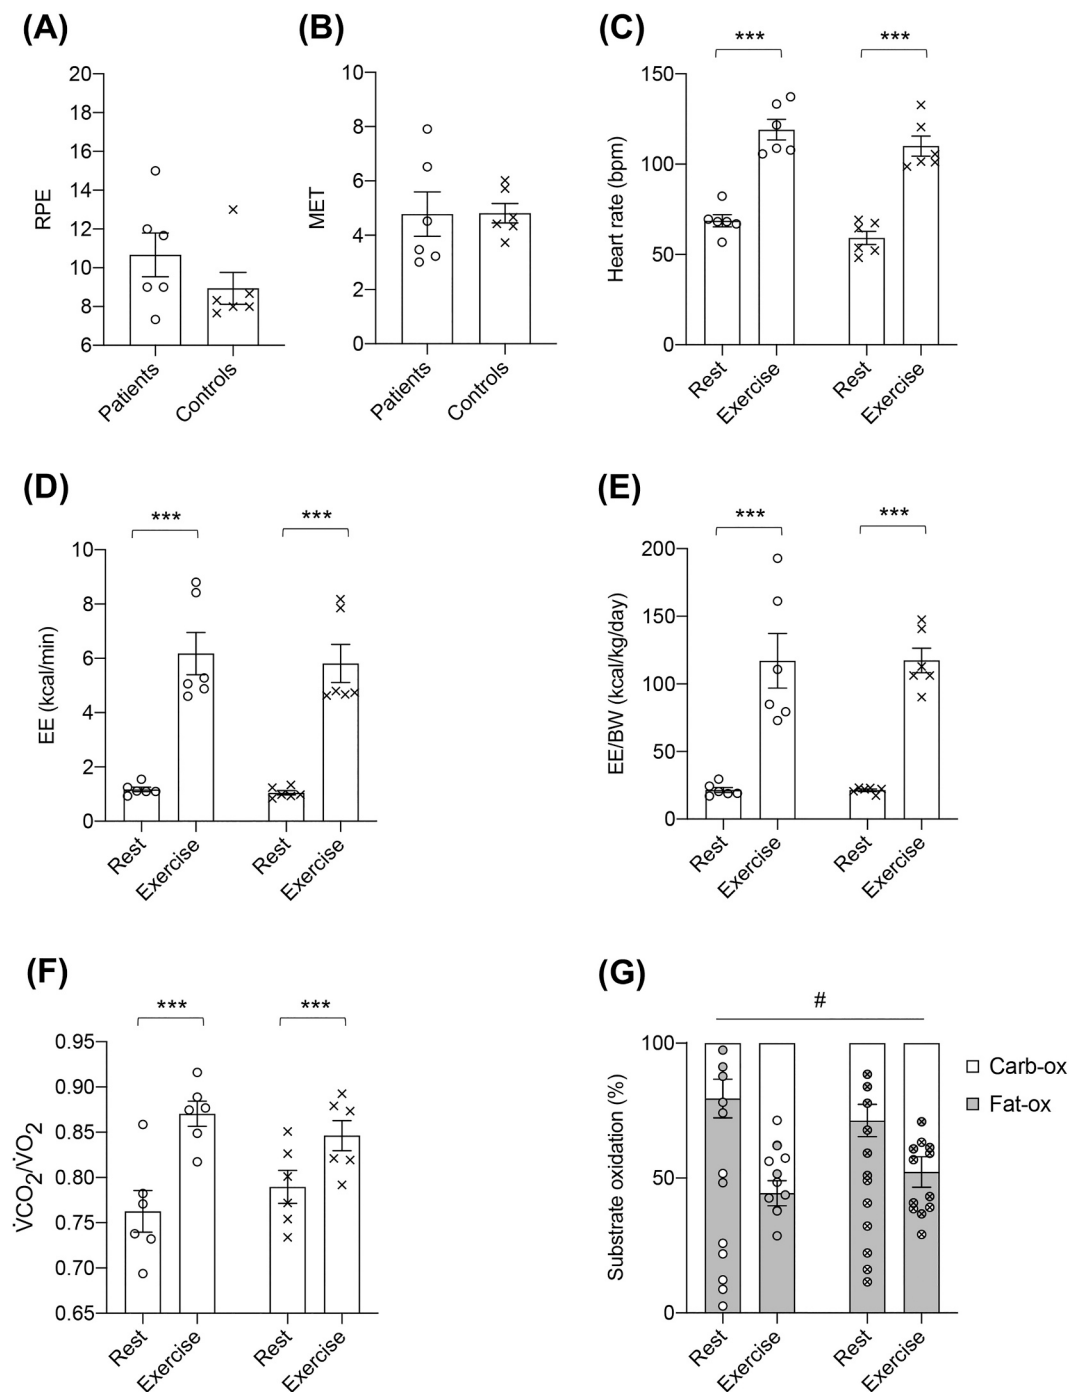 (A)
RPE
20
18
16
14
12
10
8
6
Patients
Controls
(B)
MET
10
8
6
4
2
0
Patients
Controls
(C)
***
***
Heart rate (bpm)
150
100
50
0
Rest
Exercise
Rest
Exercise
(D)
***
***
EE (kcal/min)
10
8
6
4
2
0
Rest
Exercise
Rest
Exercise
(E)
***
***
EE/BW (kcal/kg/day)
200
150
100
50
0
Rest
Exercise
Rest
Exercise
(F)
***
***
V̇CO₂/V̇O₂
0.95
0.90
0.85
0.80
0.75
0.70
0.65
Rest
Exercise
Rest
Exercise
(G)
#
Substrate oxidation (%)
100
50
0
Rest
Exercise
Rest
Exercise
Carb-ox
Fat-ox